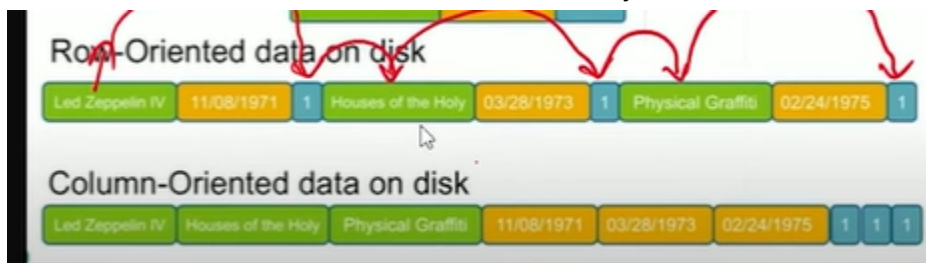 Row-Oriented data on disk
Led Zeppelin IV 11/08/1971 1 Houses of the Holy 03/28/1973 1 Physical Graffiti 02/24/1975 1
Column-Oriented data on disk
Led Zeppelin IV Houses of the Holy Physical Graffiti 11/08/1971 03/28/1973 02/24/1975 1 1 1